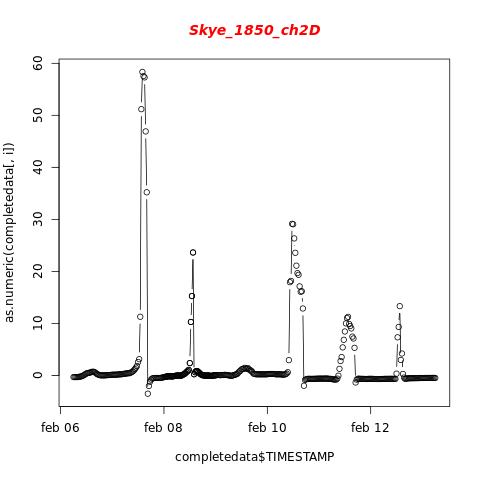 Skye_1850_ch2D
as.numeric(completedata[, i])
60
50
40
30
20
10
0
feb 06 feb 08 feb 10 feb 12
completedata$TIMESTAMP